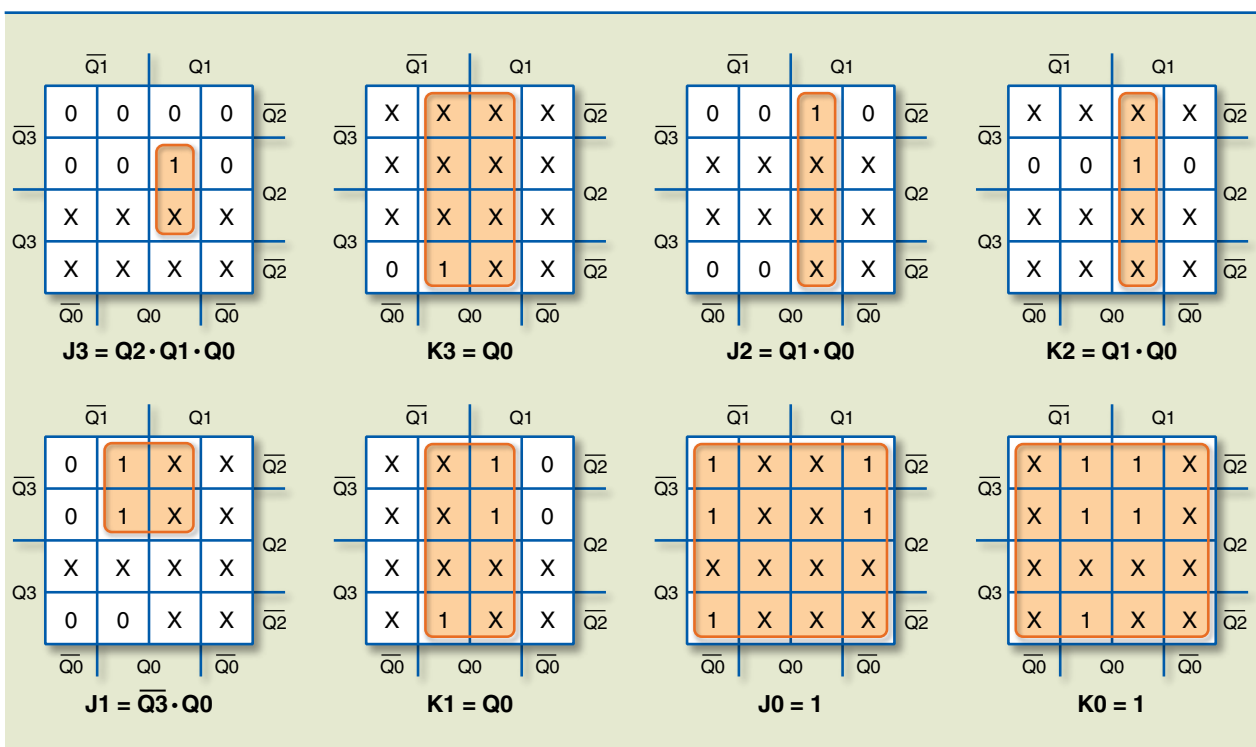 Q̅1̅ Q1 Q̅1̅ Q1 Q̅1̅ Q1 Q̅1̅ Q1
0 0 0 0 Q̅2̅ X X X X Q̅2̅ 0 0 1 0 Q̅2̅ X X X X Q̅2̅
Q̅3̅ Q̅3̅ Q̅3̅ Q̅3̅
0 0 1 0 X X X X X X X X 0 0 1 0
Q2 Q2 Q2 Q2
X X X X X X X X X X X X X X X X
Q3 Q3 Q3 Q3
X X X X Q̅2̅ 0 1 X X Q̅2̅ 0 0 X X Q̅2̅ X X X X Q̅2̅
Q̅0̅ Q0 Q̅0̅ Q̅0̅ Q0 Q̅0̅ Q̅0̅ Q0 Q̅0̅ Q̅0̅ Q0 Q̅0̅
J3 = Q2·Q1·Q0 K3 = Q0 J2 = Q1·Q0 K2 = Q1·Q0
Q̅1̅ Q1 Q̅1̅ Q1 Q̅1̅ Q1 Q̅1̅ Q1
0 1 X X Q̅2̅ X X 1 0 Q̅2̅ 1 X X 1 Q̅2̅ X 1 1 X Q̅2̅
Q̅3̅ Q̅3̅ Q̅3̅ Q̅3̅
0 1 X X X X 1 0 1 X X 1 X 1 1 X
Q2 Q2 Q2 Q2
X X X X X X X X X X X X X X X X
Q3 Q3 Q3 Q3
0 0 X X Q̅2̅ X 1 X X Q̅2̅ 1 X X X Q̅2̅ X 1 X X Q̅2̅
Q̅0̅ Q0 Q̅0̅ Q̅0̅ Q0 Q̅0̅ Q̅0̅ Q0 Q̅0̅ Q̅0̅ Q0 Q̅0̅
J1 = Q̅3̅·Q0 K1 = Q0 J0 = 1 K0 = 1